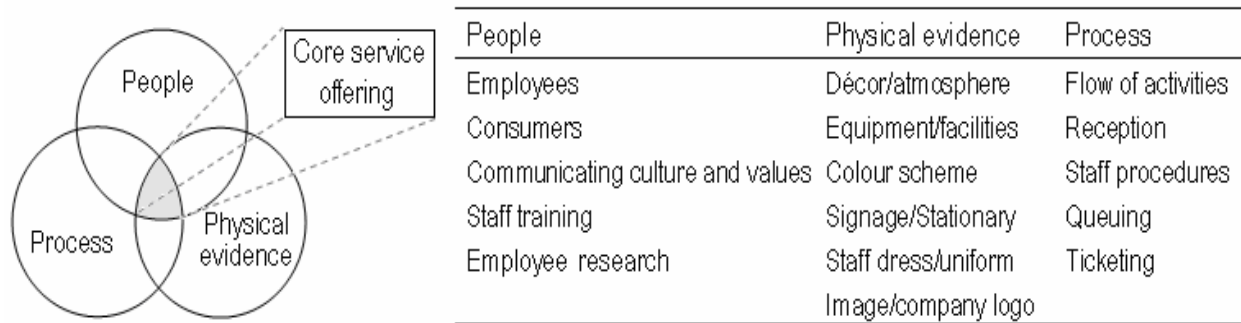 People
Core service
offering
Process
Physical
evidence
People Physical evidence Process
Employees Décor/atmosphere Flow of activities
Consumers Equipment/facilities Reception
Communicating culture and values Colour scheme Staff procedures
Staff training Signage/Stationary Queuing
Employee research Staff dress/uniform Ticketing
Image/company logo